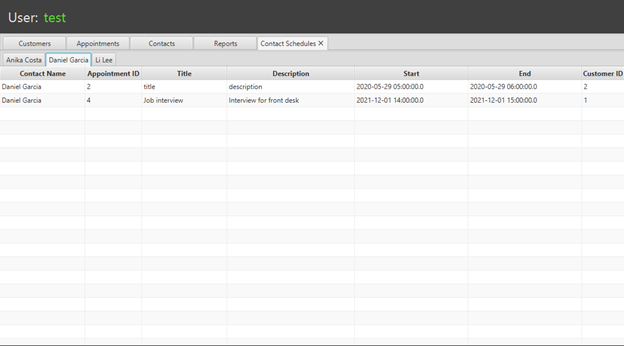 User: test
Customers Appointments Contacts Reports Contact Schedules ✕
Anika Costa Daniel Garcia Li Lee
Contact Name Appointment ID Title Description Start End Customer ID
Daniel Garcia 2 title description 2020-05-29 05:00:00.0 2020-05-29 06:00:00.0 2
Daniel Garcia 4 Job interview Interview for front desk 2021-12-01 14:00:00.0 2021-12-01 15:00:00.0 1